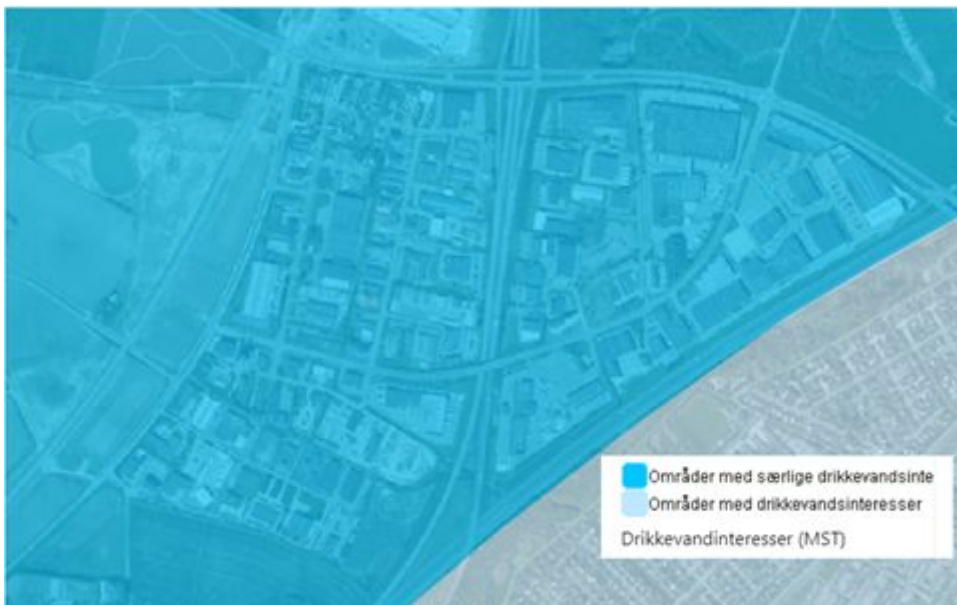 Områder med særlige drikkevandsinte
Områder med drikkevandsinteresser
Drikkevandinteresser (MST)